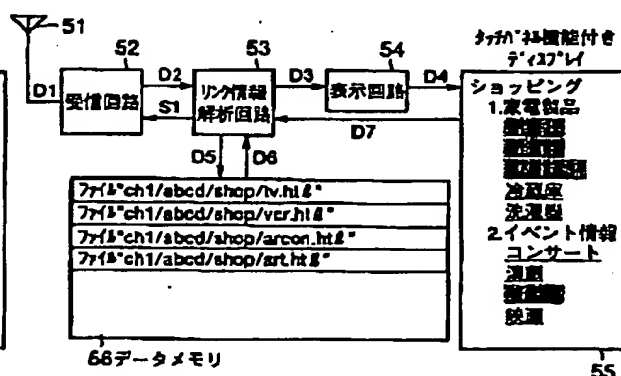 51
52
53
54
タッチパネル機能付き
ディスプレイ
D1
受信回路
D2
S1
リンク情報
解析回路
D3
表示回路
D4
D7
D5
D6
ショッピング
1.家電製品
冷蔵庫
洗濯機
2.イベント情報
コンサート
演劇
映画
ファイル"ch1/abcd/shop/tv.htl"
ファイル"ch1/abcd/shop/vcr.htl"
ファイル"ch1/abcd/shop/arcon.htl"
ファイル"ch1/abcd/shop/art.htl"
56データメモリ
55